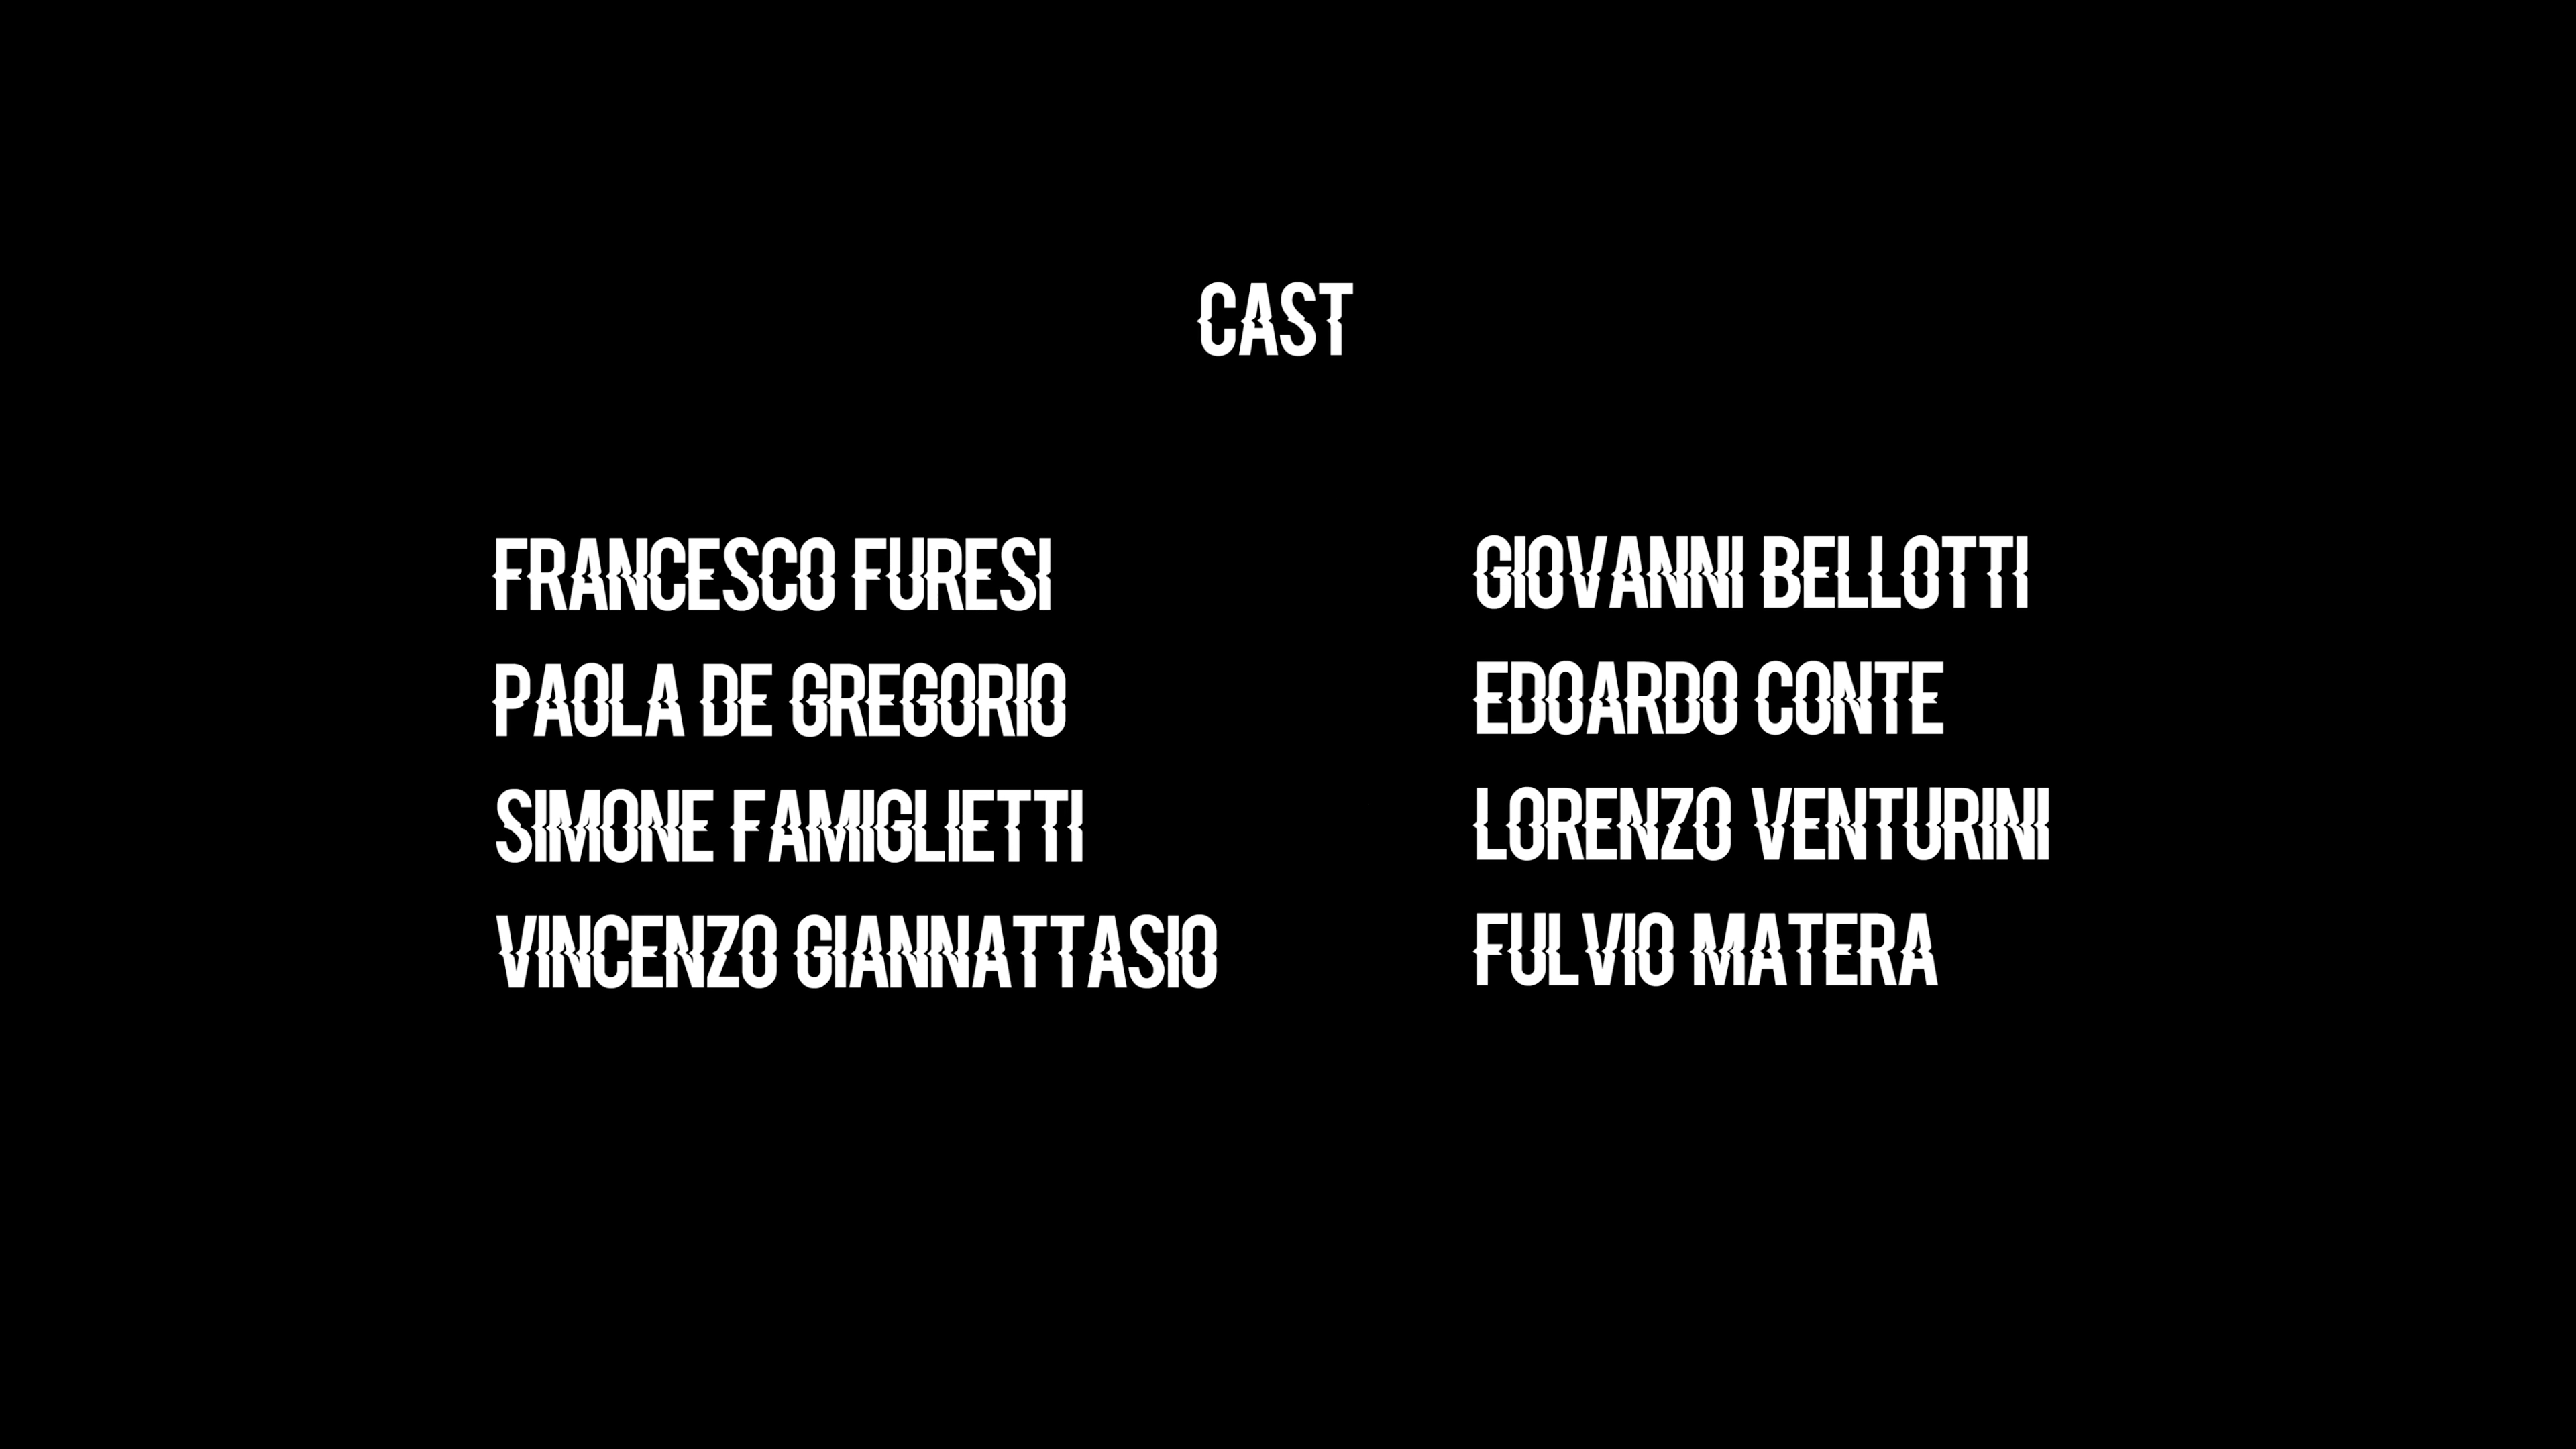 CAST
FRANCESCO FURESI
PAOLA DE GREGORIO
SIMONE FAMIGLIETTI
VINCENZO GIANNATTASIO
GIOVANNI BELLOTTI
EDOARDO CONTE
LORENZO VENTURINI
FULVIO MATERA